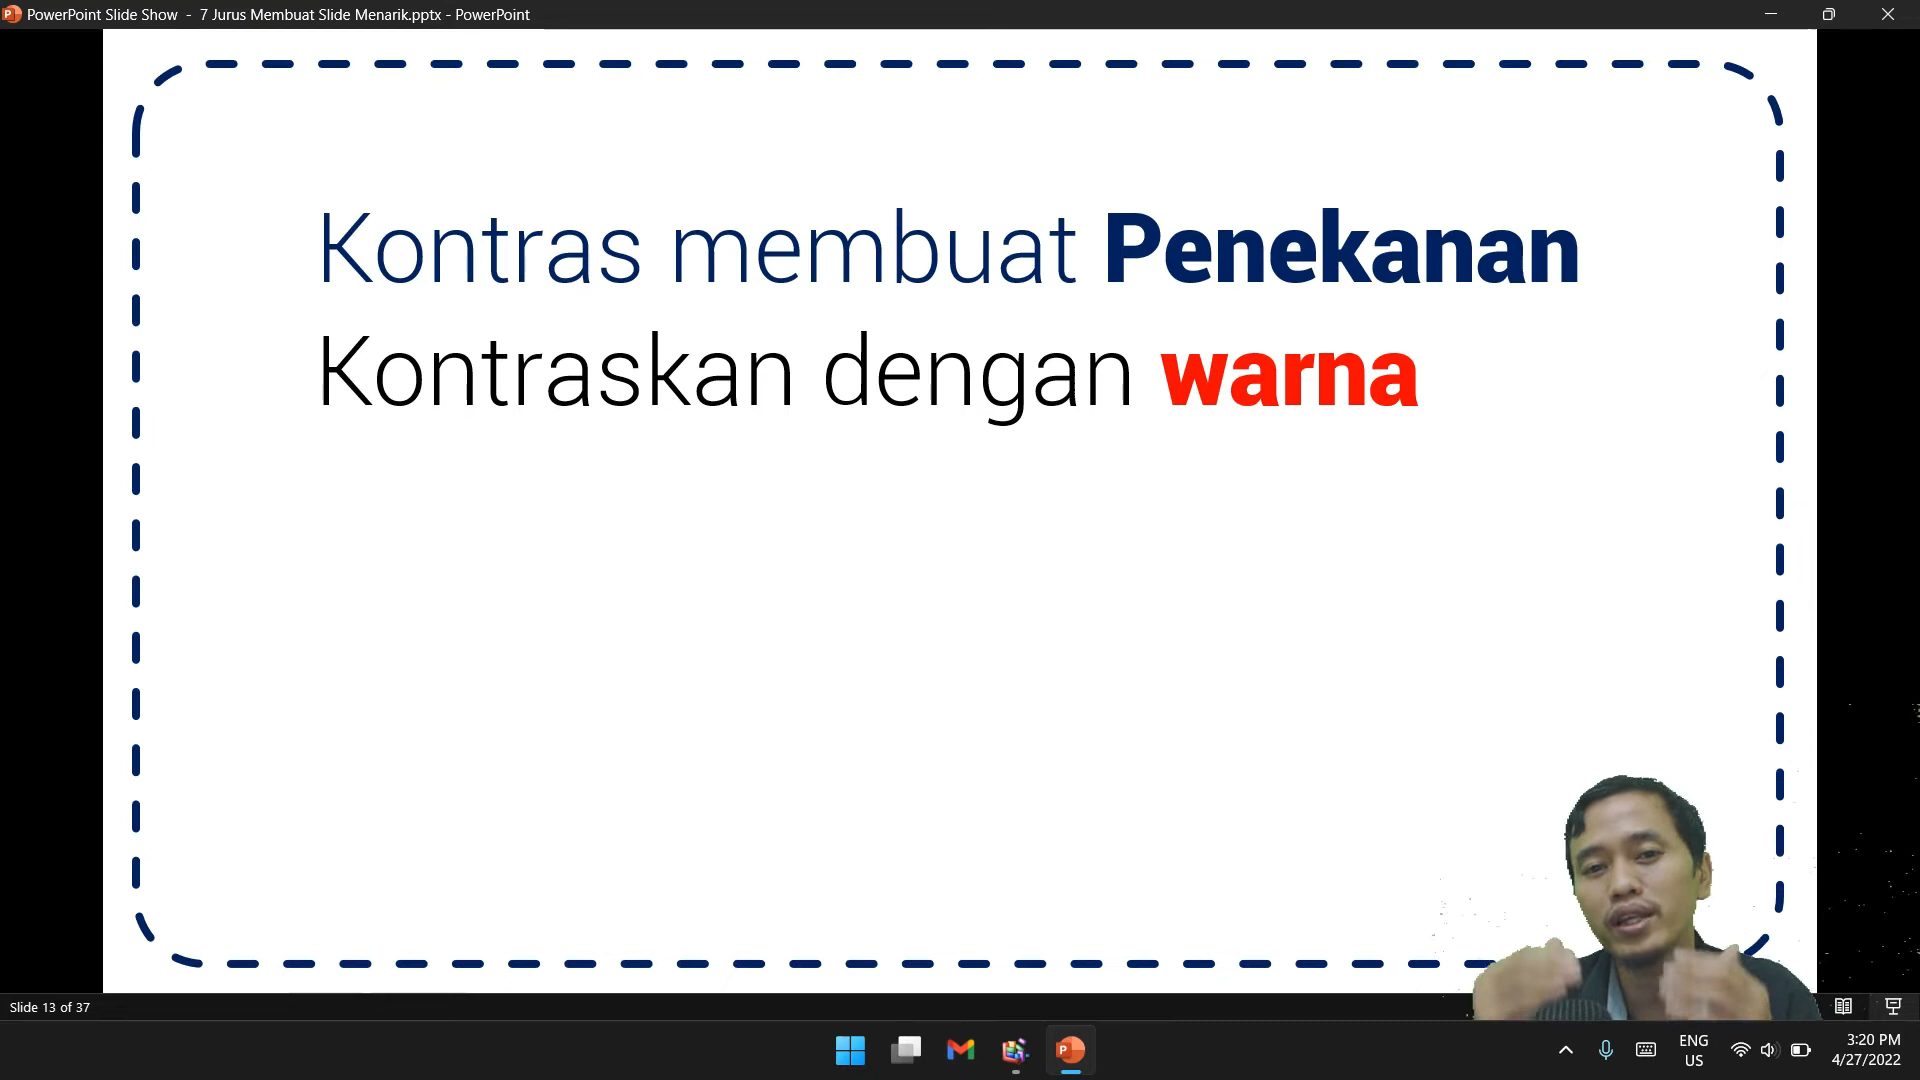 PowerPoint Slide Show - 7 Jurus Membuat Slide Menarik.pptx - PowerPoint
Kontras membuat Penekanan
Kontraskan dengan warna
Slide 13 of 37
ENG
US
3:20 PM
4/27/2022